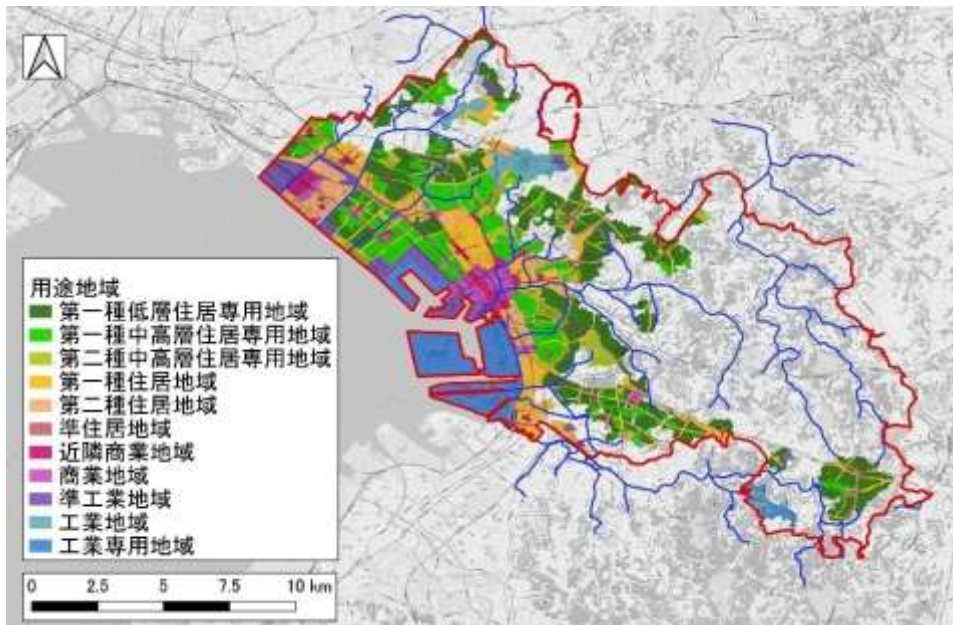 用途地域
第一種低層住居専用地域
第一種中高層住居専用地域
第二種中高層住居専用地域
第一種住居地域
第二種住居地域
準住居地域
近隣商業地域
商業地域
準工業地域
工業地域
工業専用地域
0 2.5 5 7.5 10 km